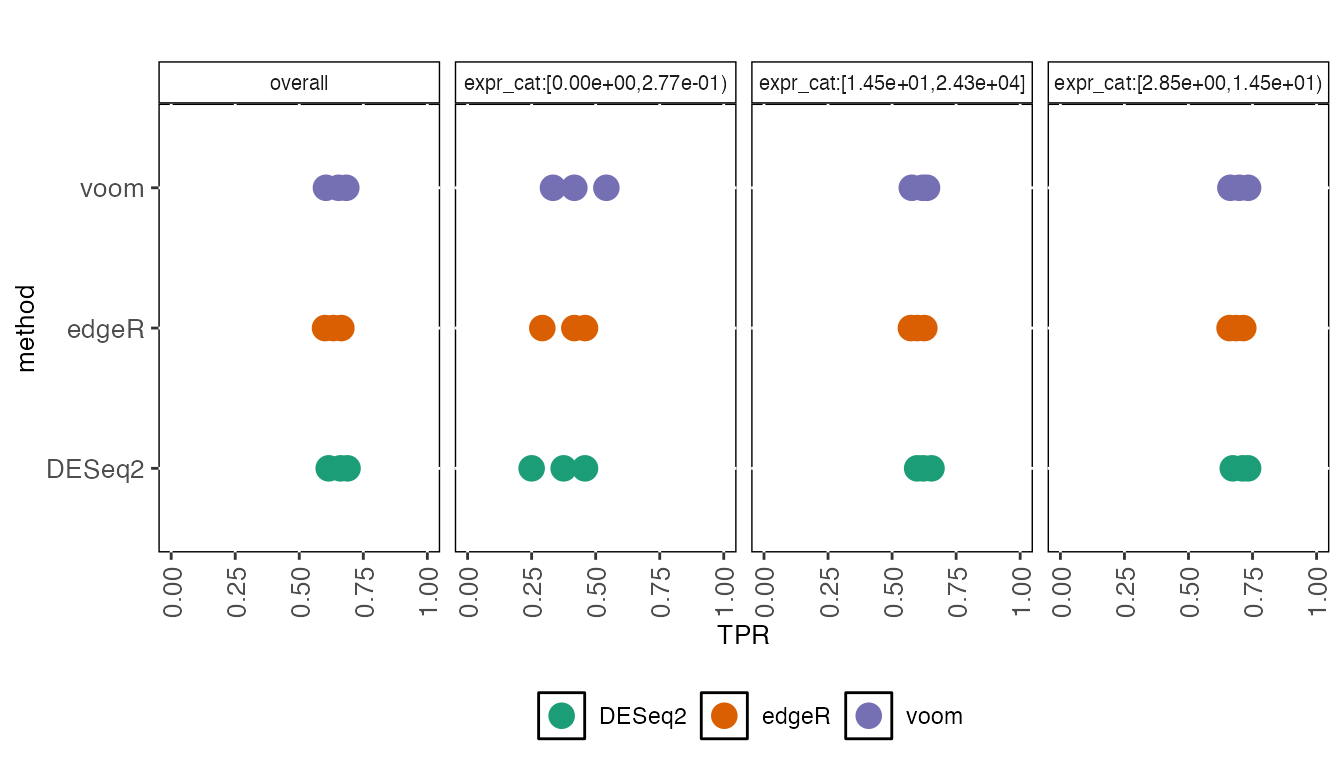 overall
expr_cat:[0.00e+00,2.77e-01)
expr_cat:[1.45e+01,2.43e+04]
expr_cat:[2.85e+00,1.45e+01)
method
voom
edgeR
DESeq2
0.00 0.25 0.50 0.75 1.00
0.00 0.25 0.50 0.75 1.00
0.00 0.25 0.50 0.75 1.00
0.00 0.25 0.50 0.75 1.00
TPR
DESeq2 edgeR voom